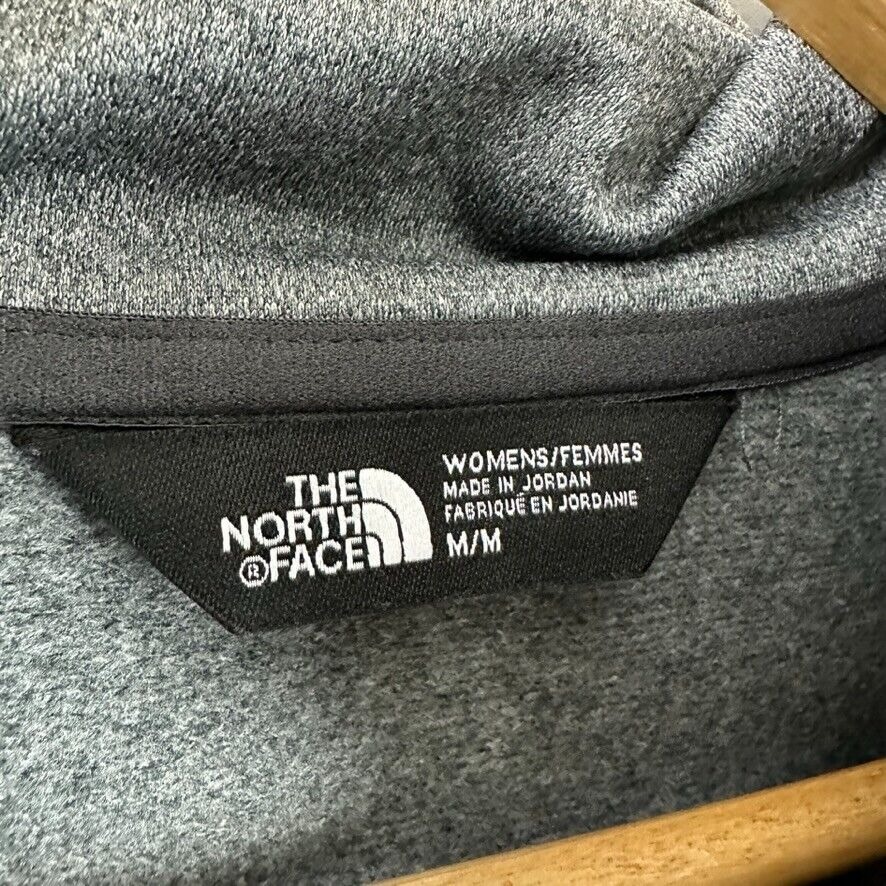 THE
NORTH
®FACE
WOMENS/FEMMES
MADE IN JORDAN
FABRIQUÉ EN JORDANIE
M/M